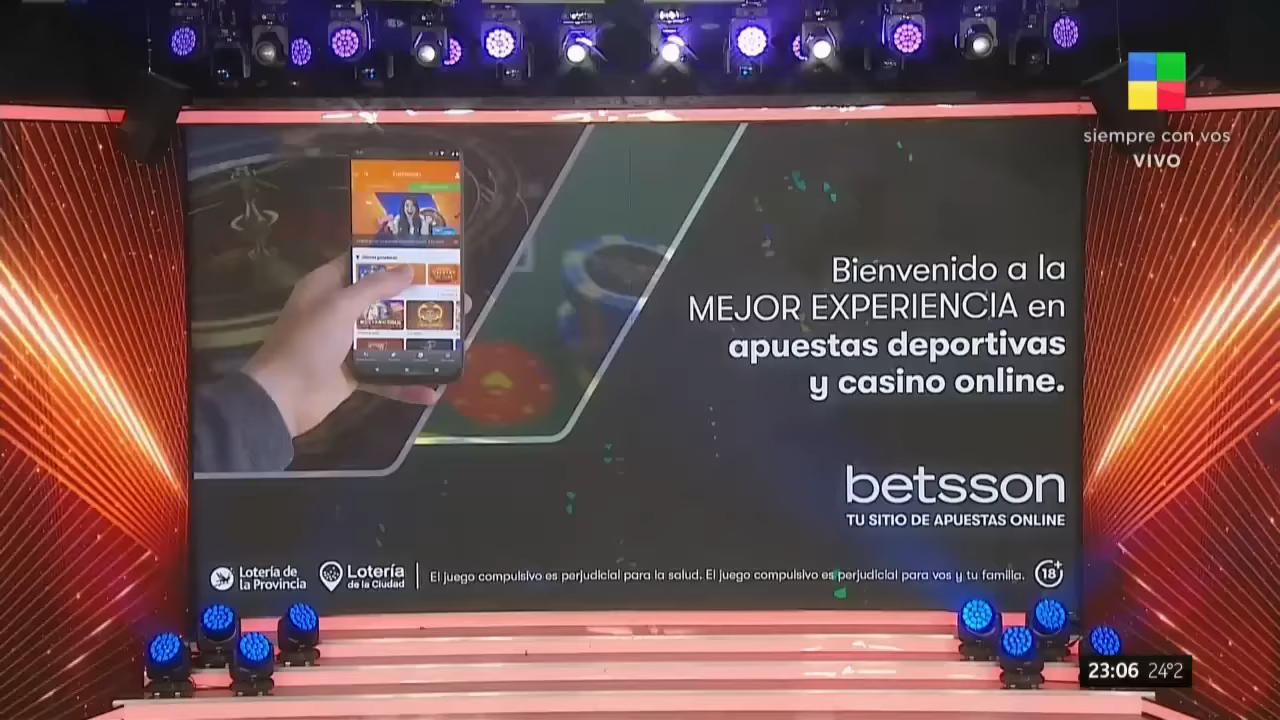 siempre con vos
VIVO
Bienvenido a la
MEJOR EXPERIENCIA en
apuestas deportivas
y casino online.
betsson
TU SITIO DE APUESTAS ONLINE
Lotería de
la Provincia
Lotería
de la Ciudad
El juego compulsivo es perjudicial para la salud. El juego compulsivo es perjudicial para vos y tu familia.
18+
23:06 24°2